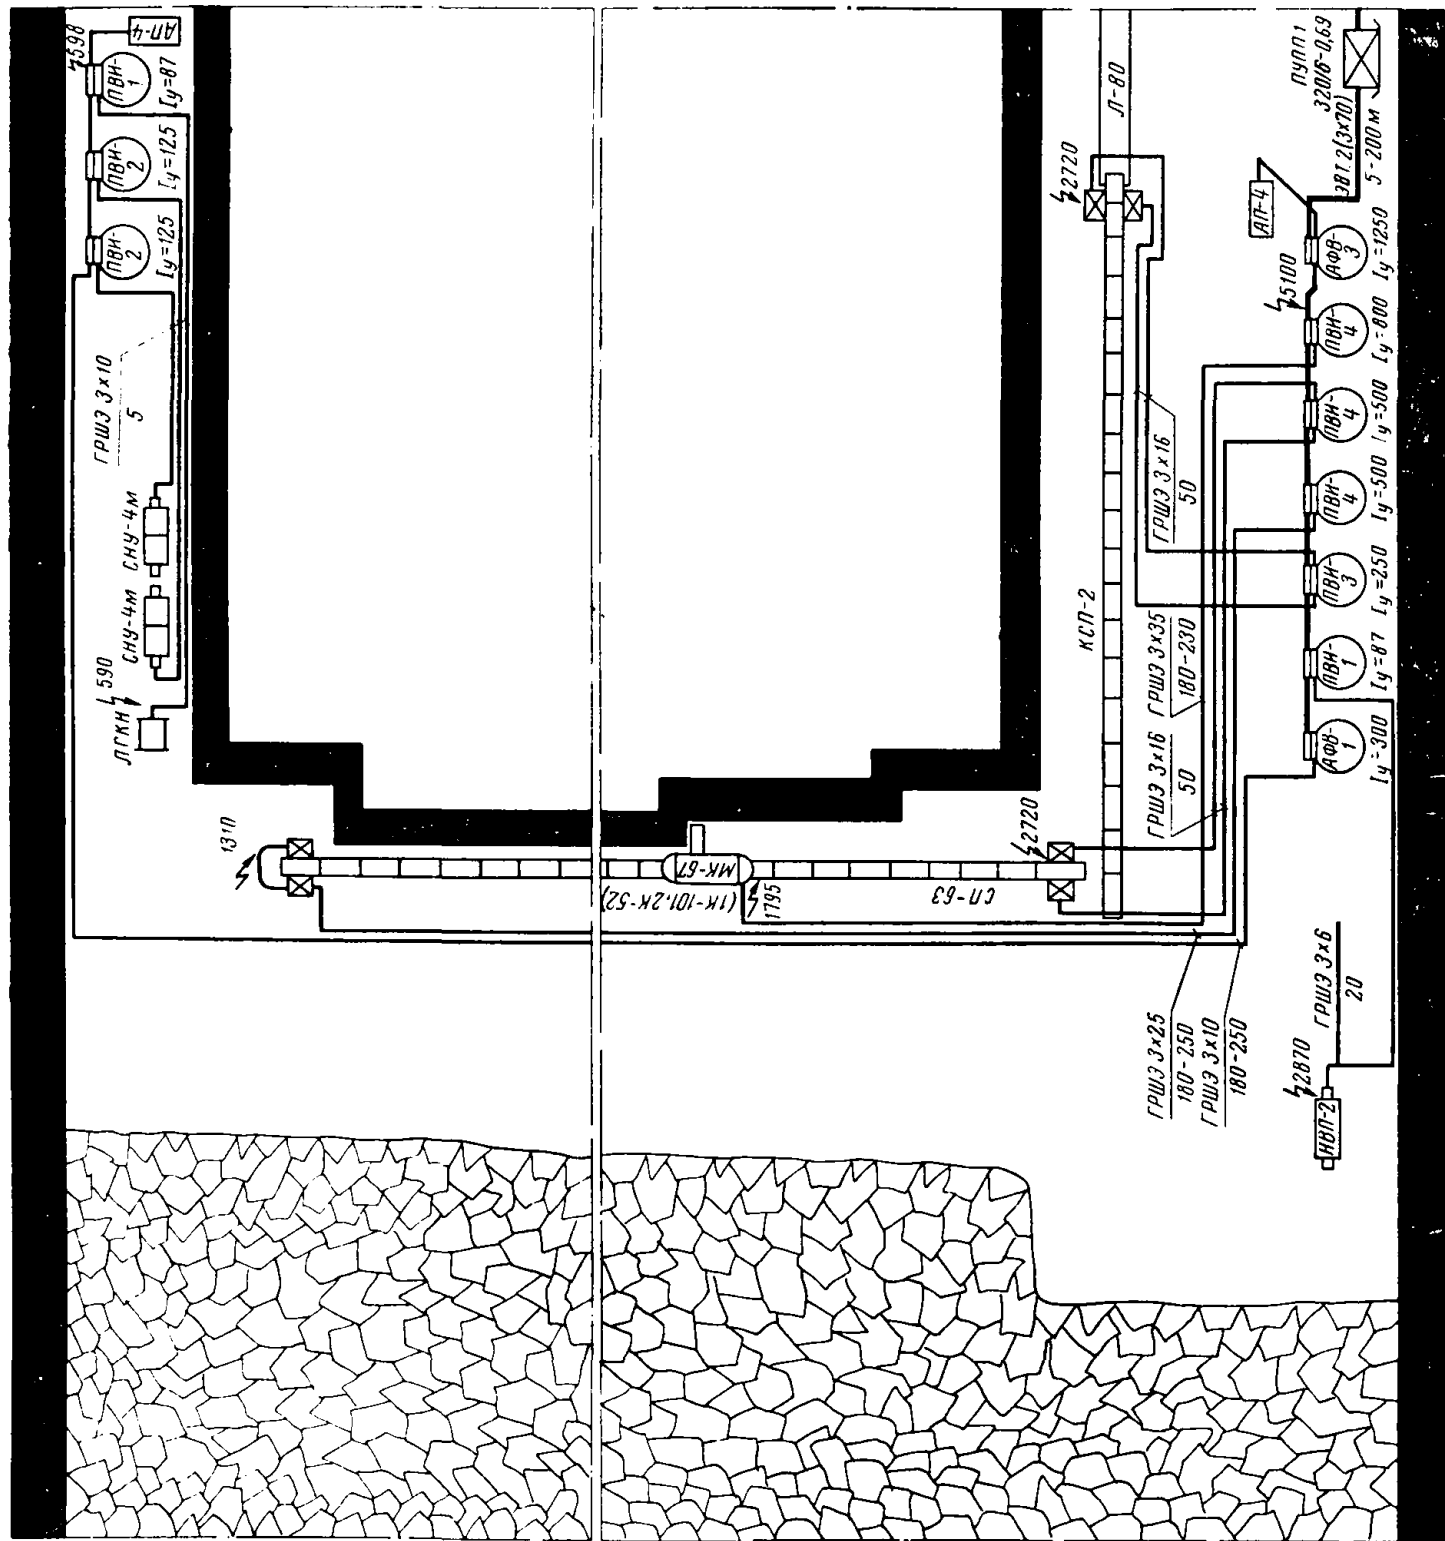 АП-4
598
ПВИ-
1
Iу=87
ПВИ-
2
Iу=125
ПВИ-
2
Iу=125
ГРШЭ 3×10
5
СНУ-4м
СНУ-4м
590
ЛГКН
1310
МК-67
(1К-101, 2К-52)
1795
СП-63
2720
КСП-2
2720
Л-80
ГРШЭ 3×16
50
ГРШЭ 3×35
180-230
ГРШЭ 3×16
50
ПУПП 1
320/6-0,69
ЭВТ. 2(3×70)
5-200м
АП-4
АФВ-
3
Iу=1250
5100
ПВИ-
4
Iу=800
ПВИ-
4
Iу=500
ПВИ-
4
Iу=500
ПВИ-
3
Iу=250
ПВИ-
1
Iу=87
АФВ-
1
Iу=300
ГРШЭ 3×25
180-250
ГРШЭ 3×10
180-250
ГРШЭ 3×6
20
2870
НВП-2